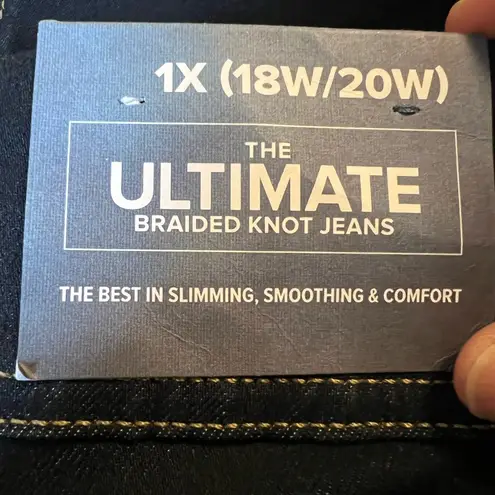 1X (18W/20W)
THE
ULTIMATE
BRAIDED KNOT JEANS
THE BEST IN SLIMMING, SMOOTHING & COMFORT